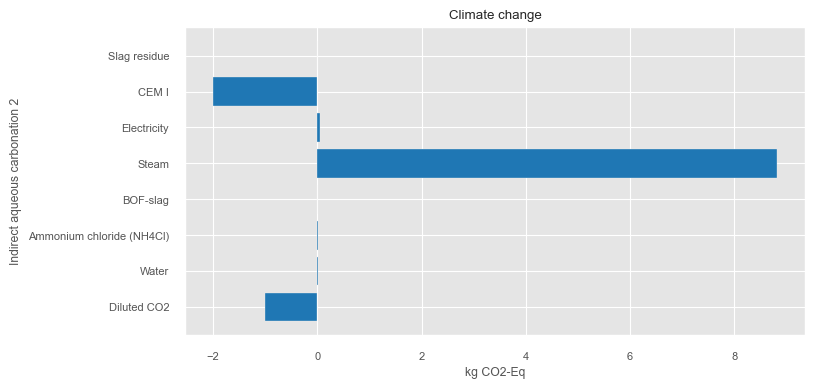 Climate change
Slag residue
CEM I
Electricity
Steam
BOF-slag
Ammonium chloride (NH4Cl)
Water
Diluted CO2
Indirect aqueous carbonation 2
−2 0 2 4 6 8
kg CO2-Eq